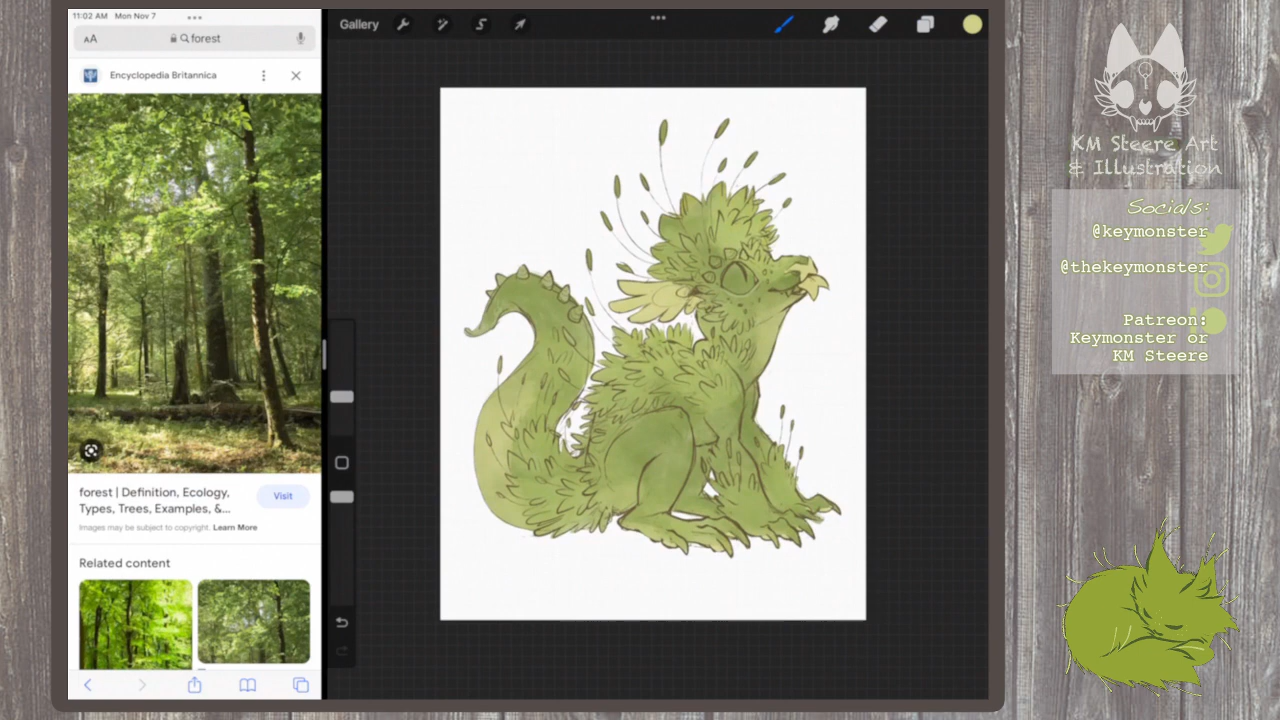 11:02 AM Mon Nov 7
AA
forest
Encyclopedia Britannica
forest | Definition, Ecology,
Types, Trees, Examples, &...
Visit
Images may be subject to copyright. Learn More
Related content
Gallery
KM Steere Art
& Illustration
Socials:
@keymonster
@thekeymonster
Patreon:
Keymonster or
KM Steere